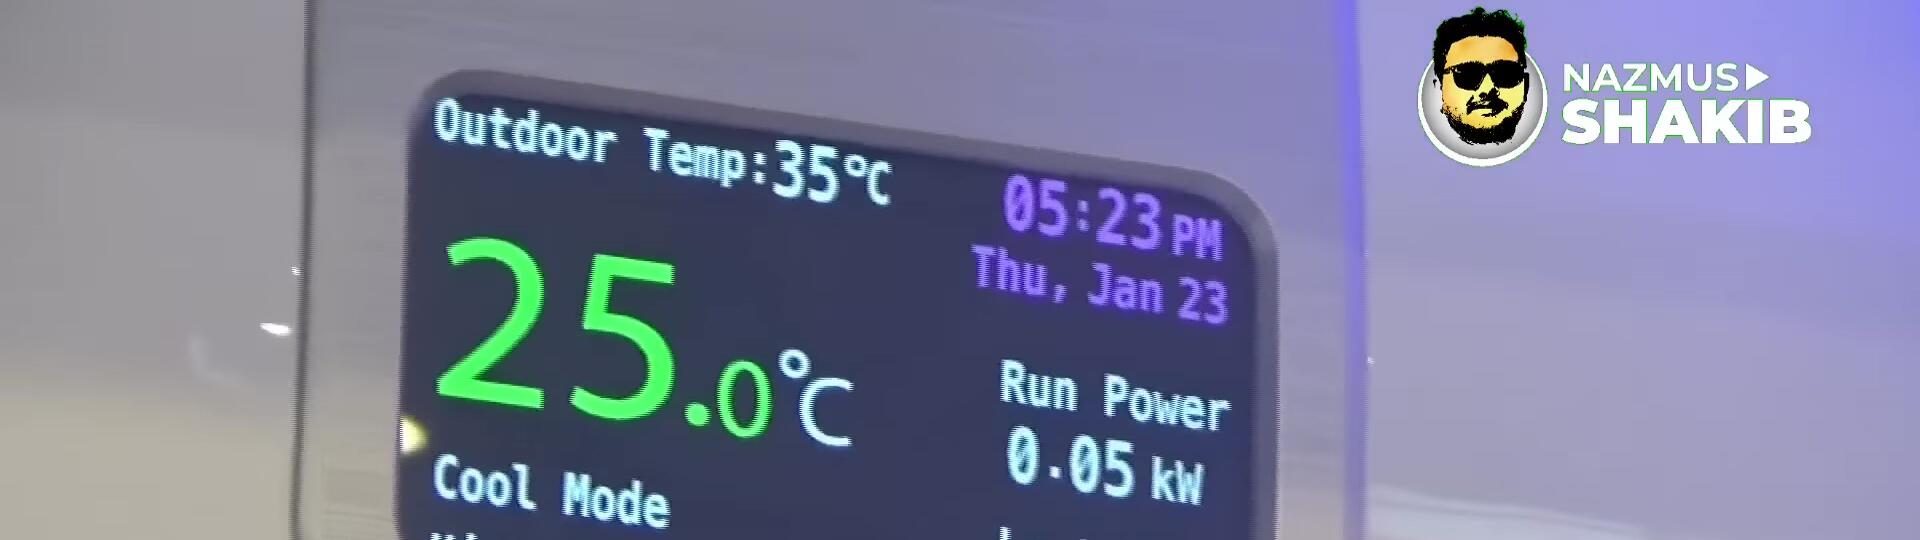 NAZMUS
SHAKIB
Outdoor Temp:35°C
05:23 PM
Thu, Jan 23
25.0°C
Run Power
0.05 kW
Cool Mode